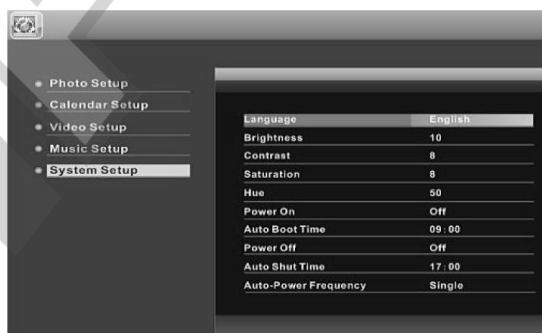 Photo Setup
Calendar Setup
Video Setup
Music Setup
System Setup
Language English
Brightness 10
Contrast 8
Saturation 8
Hue 50
Power On Off
Auto Boot Time 09:00
Power Off Off
Auto Shut Time 17:00
Auto-Power Frequency Single